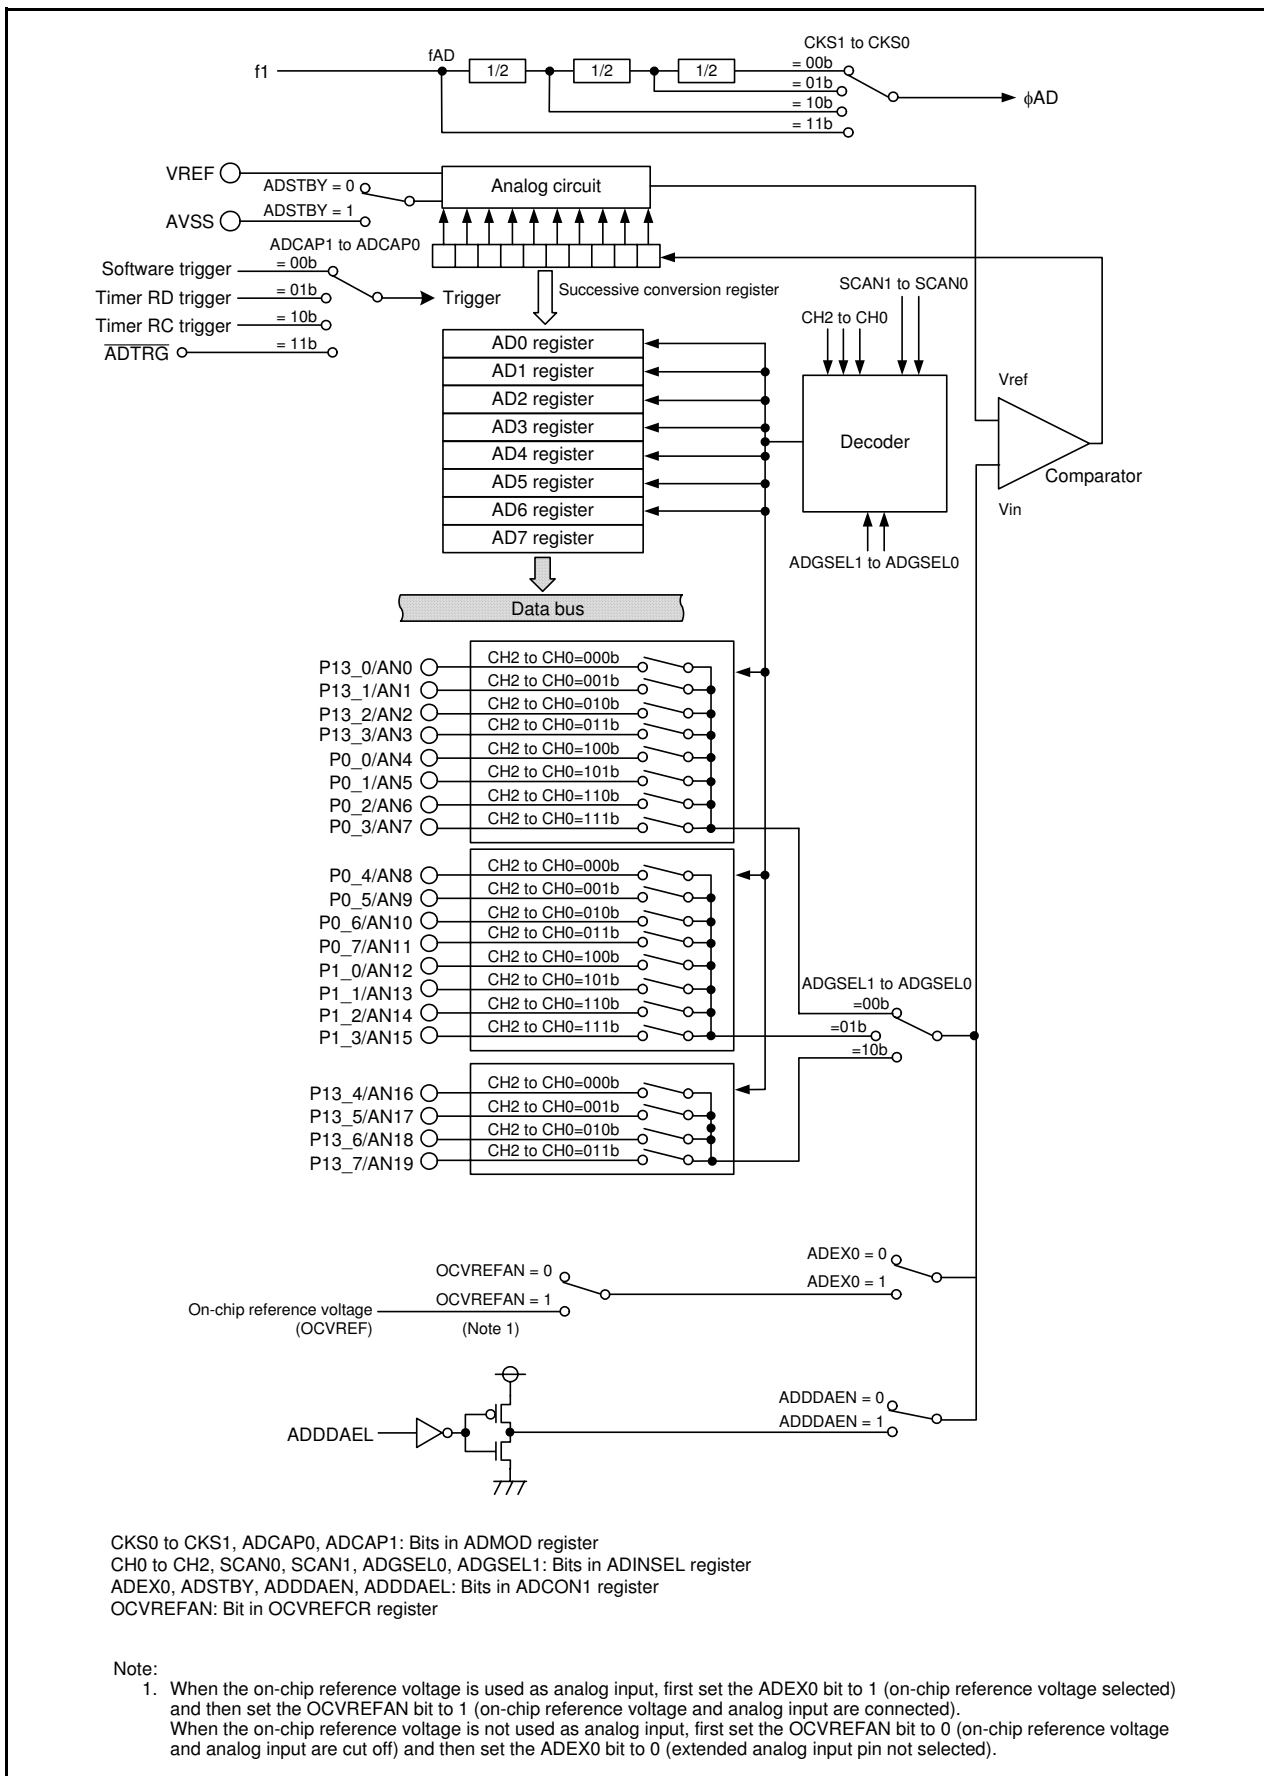 CKS1 to CKS0
fAD
f1
1/2
1/2
1/2
= 00b
= 01b
= 10b
= 11b
ϕAD
VREF
ADSTBY = 0
Analog circuit
AVSS
ADSTBY = 1
ADCAP1 to ADCAP0
Software trigger
= 00b
Timer RD trigger
= 01b
Trigger
Timer RC trigger
= 10b
ADTRG
= 11b
Successive conversion register
SCAN1 to SCAN0
CH2 to CH0
AD0 register
AD1 register
AD2 register
AD3 register
AD4 register
AD5 register
AD6 register
AD7 register
Decoder
Vref
Comparator
Vin
ADGSEL1 to ADGSEL0
Data bus
P13_0/AN0 CH2 to CH0=000b
P13_1/AN1 CH2 to CH0=001b
P13_2/AN2 CH2 to CH0=010b
P13_3/AN3 CH2 to CH0=011b
P0_0/AN4 CH2 to CH0=100b
P0_1/AN5 CH2 to CH0=101b
P0_2/AN6 CH2 to CH0=110b
P0_3/AN7 CH2 to CH0=111b
P0_4/AN8 CH2 to CH0=000b
P0_5/AN9 CH2 to CH0=001b
P0_6/AN10 CH2 to CH0=010b
P0_7/AN11 CH2 to CH0=011b
P1_0/AN12 CH2 to CH0=100b
P1_1/AN13 CH2 to CH0=101b
P1_2/AN14 CH2 to CH0=110b
P1_3/AN15 CH2 to CH0=111b
ADGSEL1 to ADGSEL0
=00b
=01b
=10b
P13_4/AN16 CH2 to CH0=000b
P13_5/AN17 CH2 to CH0=001b
P13_6/AN18 CH2 to CH0=010b
P13_7/AN19 CH2 to CH0=011b
ADEX0 = 0
OCVREFAN = 0
ADEX0 = 1
On-chip reference voltage
OCVREFAN = 1
(OCVREF)
(Note 1)
ADDDAEN = 0
ADDDAEN = 1
ADDDAEL
CKS0 to CKS1, ADCAP0, ADCAP1: Bits in ADMOD register
CH0 to CH2, SCAN0, SCAN1, ADGSEL0, ADGSEL1: Bits in ADINSEL register
ADEX0, ADSTBY, ADDDAEN, ADDDAEL: Bits in ADCON1 register
OCVREFAN: Bit in OCVREFCR register
Note:
1. When the on-chip reference voltage is used as analog input, first set the ADEX0 bit to 1 (on-chip reference voltage selected)
and then set the OCVREFAN bit to 1 (on-chip reference voltage and analog input are connected).
When the on-chip reference voltage is not used as analog input, first set the OCVREFAN bit to 0 (on-chip reference voltage
and analog input are cut off) and then set the ADEX0 bit to 0 (extended analog input pin not selected).